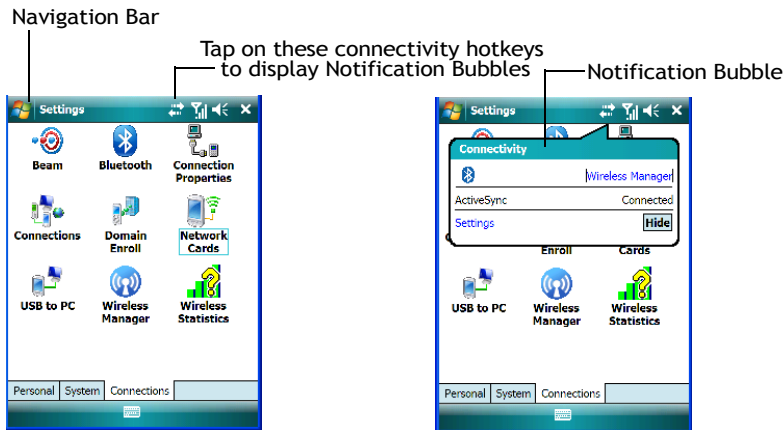 Navigation Bar
Tap on these connectivity hotkeys
to display Notification Bubbles
Notification Bubble
Settings
Beam
Bluetooth
Connection
Properties
Connections
Domain
Enroll
Network
Cards
USB to PC
Wireless
Manager
Wireless
Statistics
Personal System Connections
Settings
Connectivity
Wireless Manager
ActiveSync Connected
Settings Hide
Enroll
Cards
USB to PC
Wireless
Manager
Wireless
Statistics
Personal System Connections